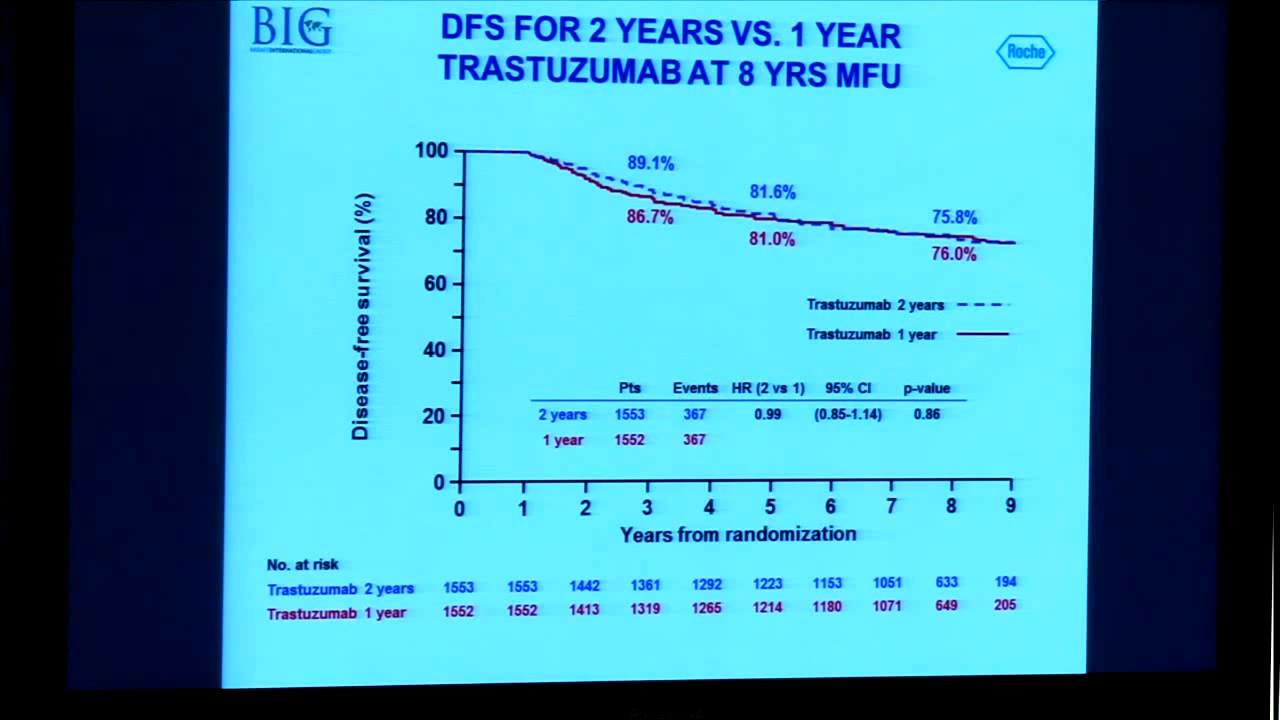 BIG
DFS FOR 2 YEARS VS. 1 YEAR
TRASTUZUMAB AT 8 YRS MFU
Roche
Disease-free survival (%)
100
80
60
40
20
0
89.1%
86.7%
81.6%
81.0%
75.8%
76.0%
Trastuzumab 2 years
Trastuzumab 1 year
Pts Events HR (2 vs 1) 95% CI p-value
2 years 1553 367 0.99 (0.85-1.14) 0.86
1 year 1552 367
0 1 2 3 4 5 6 7 8 9
Years from randomization
No. at risk
Trastuzumab 2 years 1553 1553 1442 1361 1292 1223 1153 1051 633 194
Trastuzumab 1 year 1552 1552 1413 1319 1265 1214 1180 1071 649 205